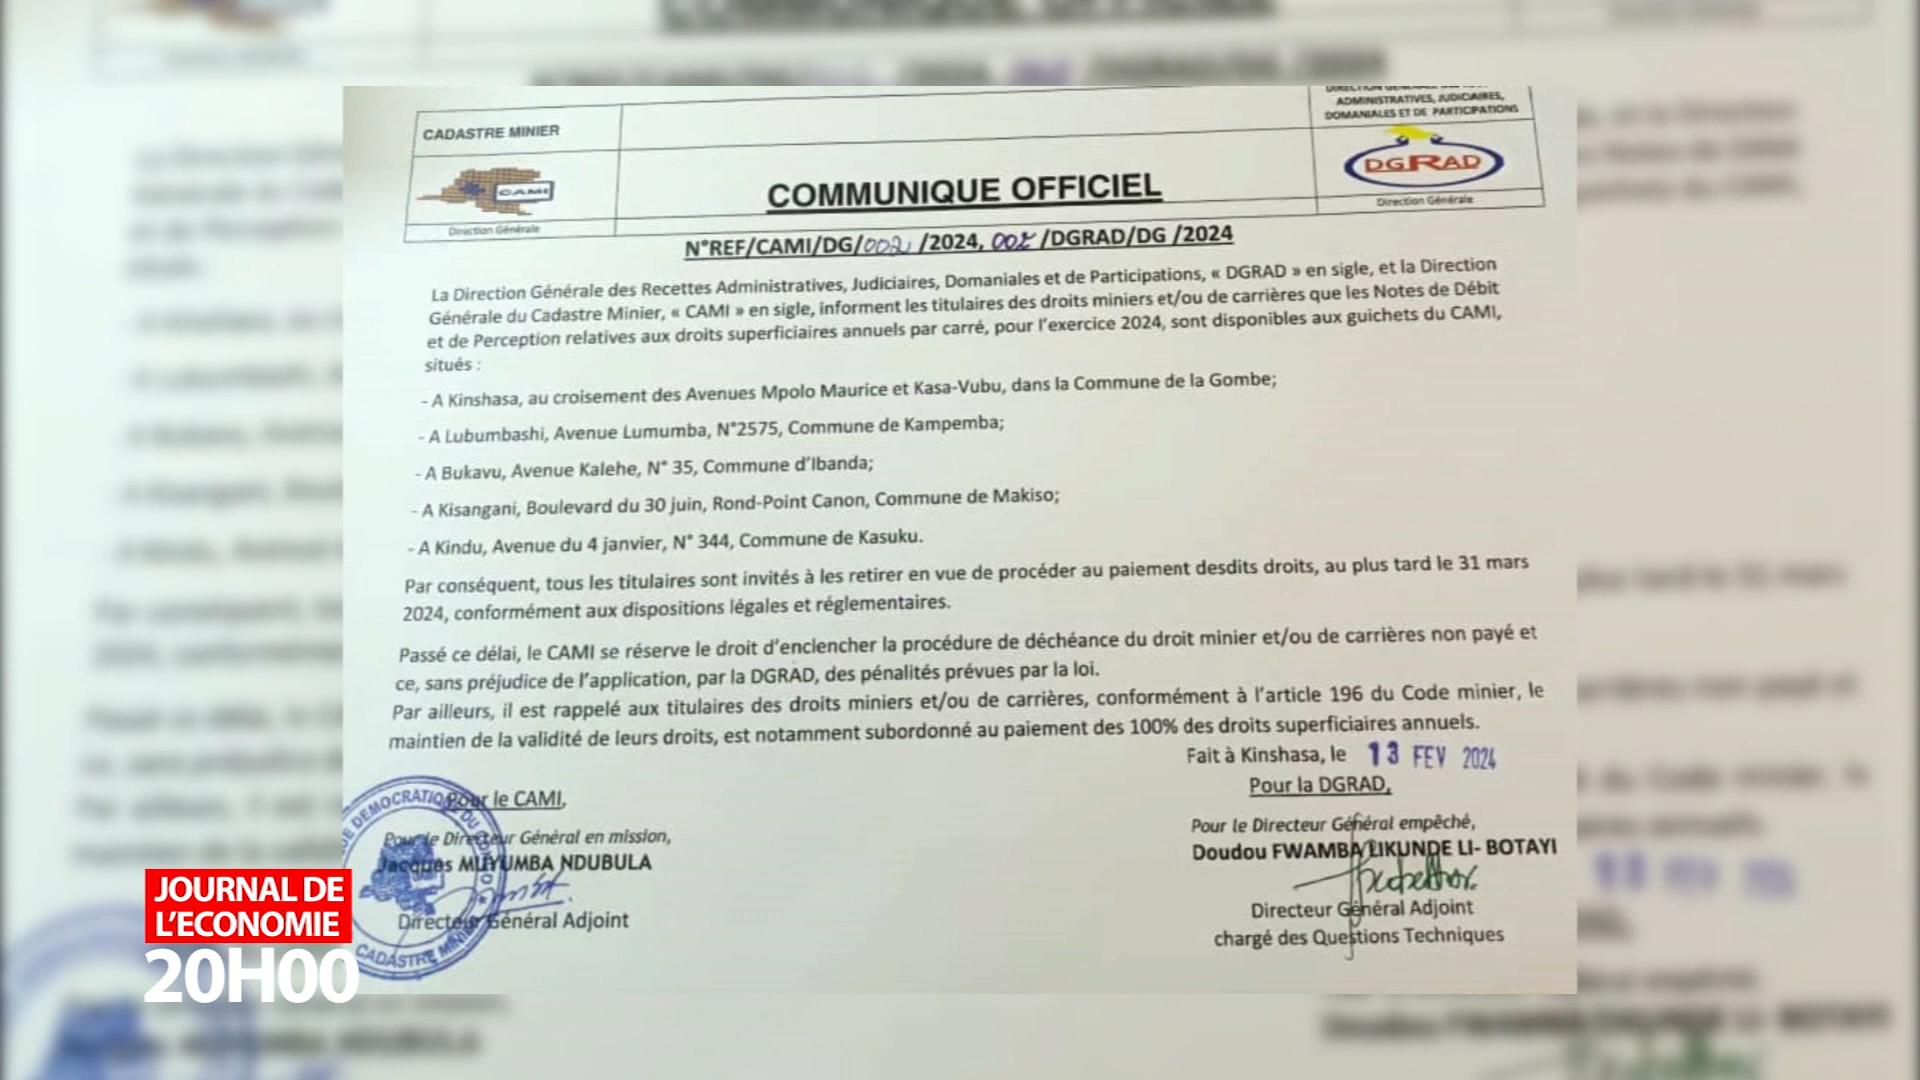 CADASTRE MINIER
ADMINISTRATIVES, JUDICIAIRES,
DOMANIALES ET DE PARTICIPATIONS
CAMI
DGRAD
COMMUNIQUE OFFICIEL
Direction Générale
Direction Générale
N°REF/CAMI/DG/002/2024, 002/DGRAD/DG /2024
La Direction Générale des Recettes Administratives, Judiciaires, Domaniales et de Participations, « DGRAD » en sigle, et la Direction
Générale du Cadastre Minier, « CAMI » en sigle, informent les titulaires des droits miniers et/ou de carrières que les Notes de Débit
et de Perception relatives aux droits superficiaires annuels par carré, pour l'exercice 2024, sont disponibles aux guichets du CAMI,
situés :
- A Kinshasa, au croisement des Avenues Mpolo Maurice et Kasa-Vubu, dans la Commune de la Gombe;
- A Lubumbashi, Avenue Lumumba, N°2575, Commune de Kampemba;
- A Bukavu, Avenue Kalehe, N° 35, Commune d'Ibanda;
- A Kisangani, Boulevard du 30 juin, Rond-Point Canon, Commune de Makiso;
- A Kindu, Avenue du 4 janvier, N° 344, Commune de Kasuku.
Par conséquent, tous les titulaires sont invités à les retirer en vue de procéder au paiement desdits droits, au plus tard le 31 mars
2024, conformément aux dispositions légales et réglementaires.
Passé ce délai, le CAMI se réserve le droit d'enclencher la procédure de déchéance du droit minier et/ou de carrières non payé et
ce, sans préjudice de l'application, par la DGRAD, des pénalités prévues par la loi.
Par ailleurs, il est rappelé aux titulaires des droits miniers et/ou de carrières, conformément à l'article 196 du Code minier, le
maintien de la validité de leurs droits, est notamment subordonné au paiement des 100% des droits superficiaires annuels.
Fait à Kinshasa, le 13 FEV 2024
Pour le CAMI,
Pour la DGRAD,
Pour le Directeur Général en mission,
Pour le Directeur Général empêché,
Jacques MUYUMBA NDUBULA
Doudou FWAMBA LIKUNDE LI- BOTAYI
Directeur Général Adjoint
Directeur Général Adjoint
chargé des Questions Techniques
DEMOCRATIQUE DU
CADASTRE MINIER
JOURNAL DE
L'ECONOMIE
20H00